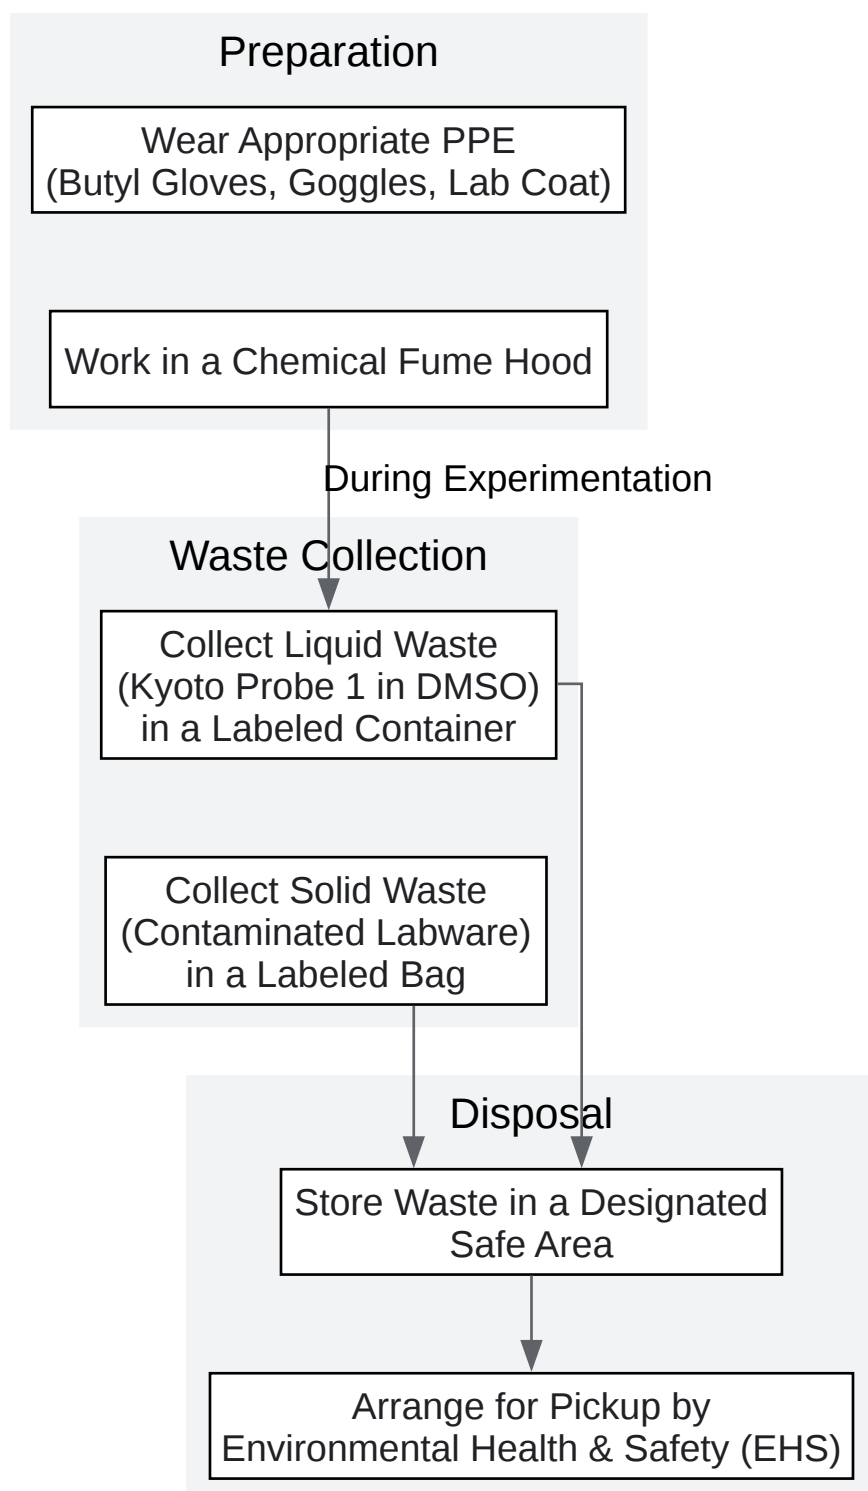 Preparation
Wear Appropriate PPE
(Butyl Gloves, Goggles, Lab Coat)
Work in a Chemical Fume Hood
During Experimentation
Waste Collection
Collect Liquid Waste
(Kyoto Probe 1 in DMSO)
in a Labeled Container
Collect Solid Waste
(Contaminated Labware)
in a Labeled Bag
Disposal
Store Waste in a Designated
Safe Area
Arrange for Pickup by
Environmental Health & Safety (EHS)